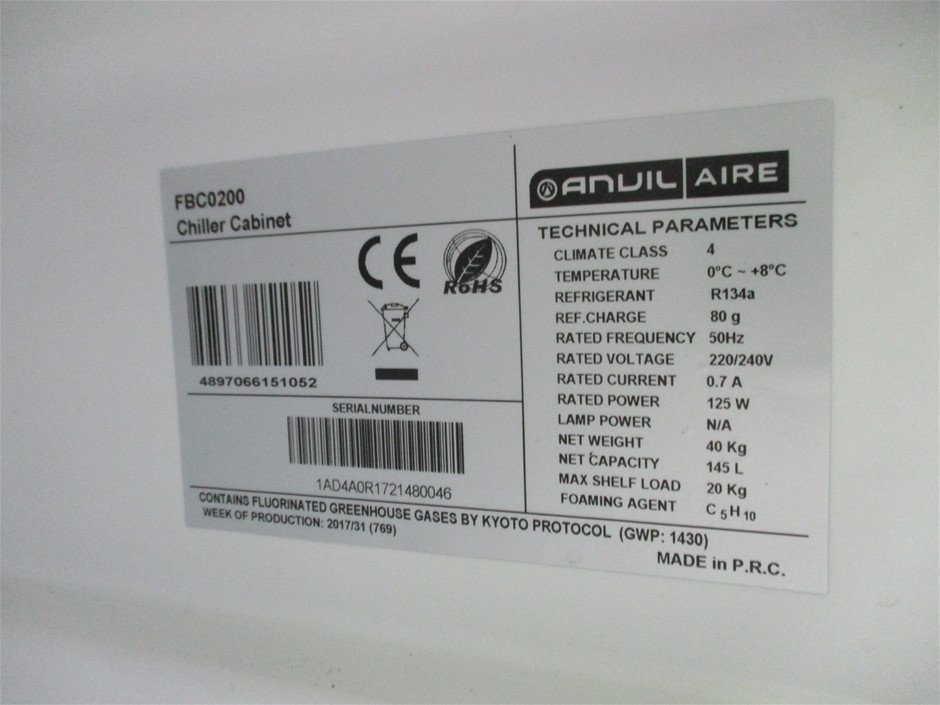 FBC0200
Chiller Cabinet
CE
RoHS
4897066151052
SERIALNUMBER
1AD4A0R1721480046
ANVIL AIRE
TECHNICAL PARAMETERS
CLIMATE CLASS 4
TEMPERATURE 0°C ~ +8°C
REFRIGERANT R134a
REF.CHARGE 80 g
RATED FREQUENCY 50Hz
RATED VOLTAGE 220/240V
RATED CURRENT 0.7 A
RATED POWER 125 W
LAMP POWER N/A
NET WEIGHT 40 Kg
NET CAPACITY 145 L
MAX SHELF LOAD 20 Kg
FOAMING AGENT C5H10
CONTAINS FLUORINATED GREENHOUSE GASES BY KYOTO PROTOCOL (GWP: 1430)
WEEK OF PRODUCTION: 2017/31 (769)
MADE in P.R.C.